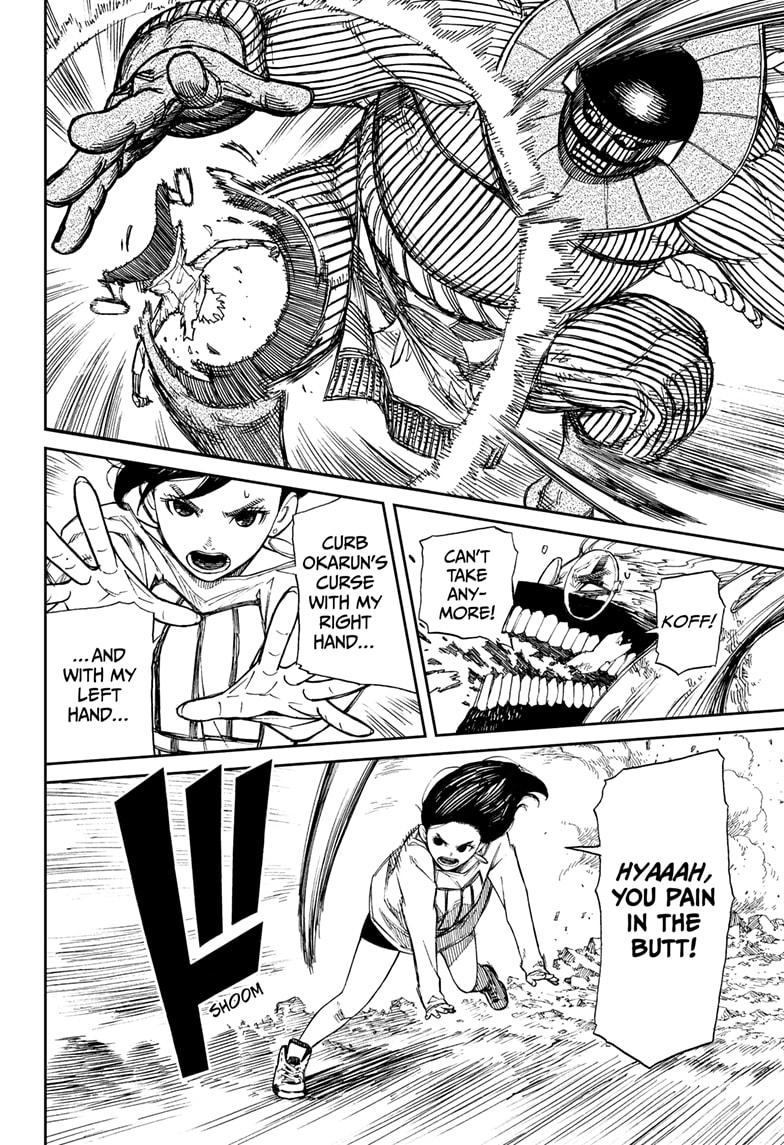 KOFF!
CAN'T
TAKE
ANY-
MORE!
CURB
OKARUN'S
CURSE
WITH MY
RIGHT
HAND...
...AND
WITH MY
LEFT
HAND...
HYAAAH,
YOU PAIN
IN THE
BUTT!
ドッ
SHOOM